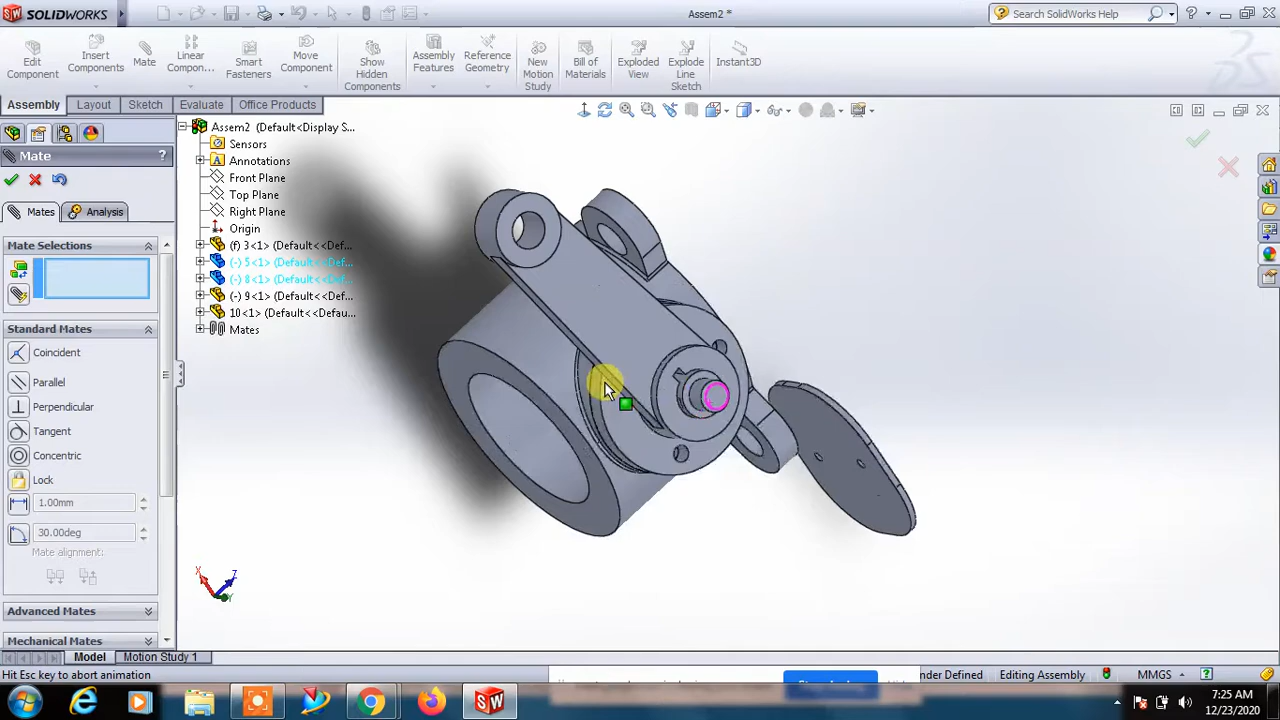 SOLIDWORKS
Assem2 *
Search SolidWorks Help
Edit Component
Insert Components
Mate
Linear Compon...
Smart Fasteners
Move Component
Show Hidden Components
Assembly Features
Reference Geometry
New Motion Study
Bill of Materials
Exploded View
Explode Line Sketch
Instant3D
Assembly
Layout
Sketch
Evaluate
Office Products
Mate
?
Mates
Analysis
Mate Selections
Standard Mates
Coincident
Parallel
Perpendicular
Tangent
Concentric
Lock
1.00mm
30.00deg
Mate alignment:
Advanced Mates
Mechanical Mates
Assem2 (Default<Display S...
Sensors
Annotations
Front Plane
Top Plane
Right Plane
Origin
(f) 3<1> (Default<<Def...
(-) 5<1> (Default<<Def...
(-) 8<1> (Default<<Def...
(-) 9<1> (Default<<Def...
10<1> (Default<<Defau...
Mates
X
Z
Y
Model
Motion Study 1
Hit Esc key to abort animation
nder Defined
Editing Assembly
MMGS
7:25 AM
12/23/2020